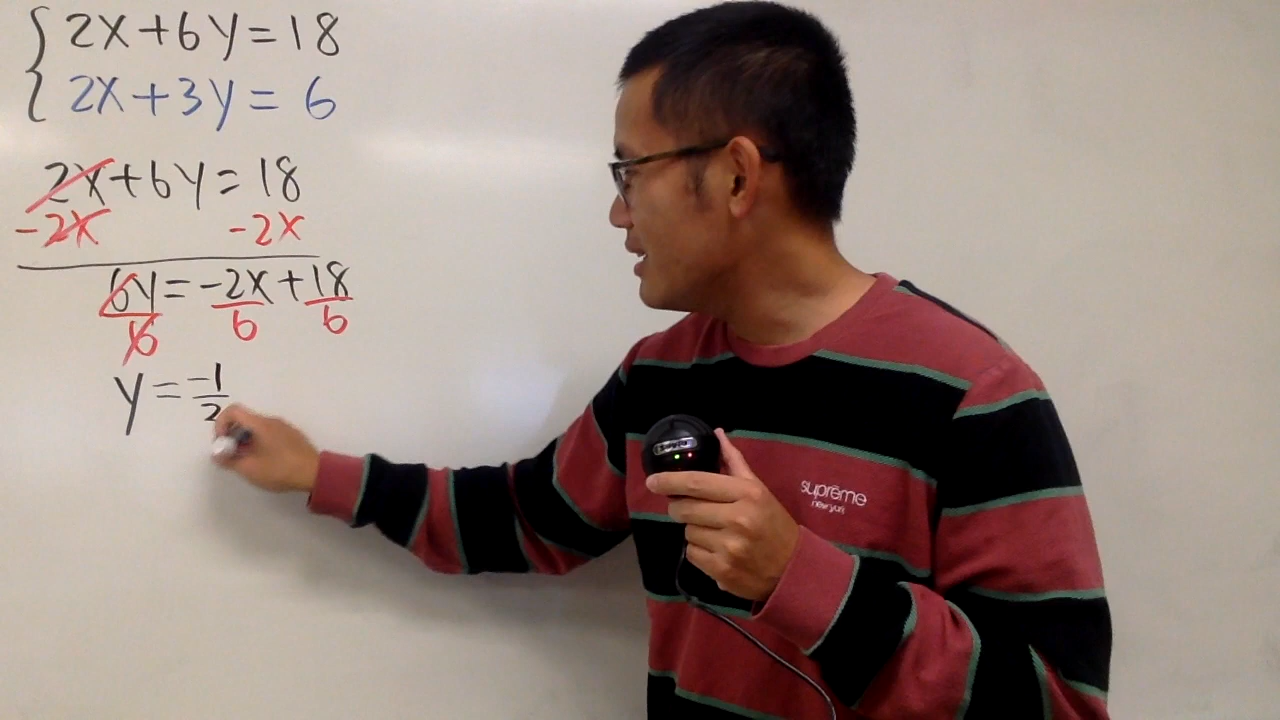 2x+6y=18
2x+3y=6
2x+6y=18
-2x -2x
6y=-2x+18
6 6 6
y=-1
supreme
new york